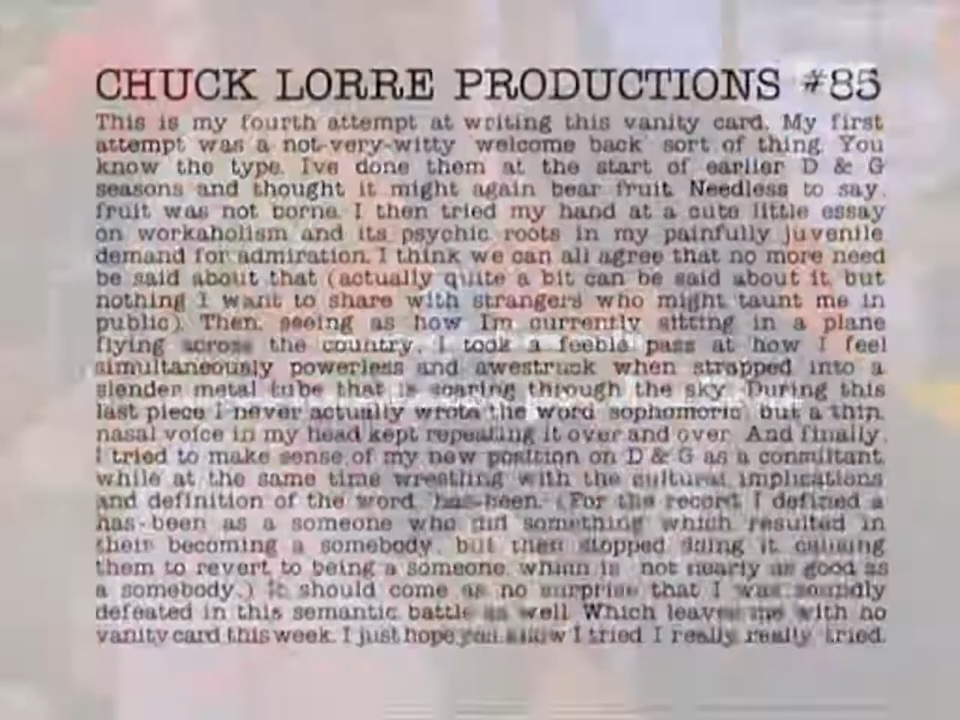 CHUCK LORRE PRODUCTIONS #85
This is my fourth attempt at writing this vanity card. My first
attempt was a not-very-witty "welcome back" sort of thing. You
know the type. I've done them at the start of earlier D & G
seasons and thought it might again bear fruit. Needless to say,
fruit was not borne. I then tried my hand at a cute little essay
on workaholism and its psychic roots in my painfully juvenile
demand for admiration. I think we can all agree that no more need
be said about that (actually quite a bit can be said about it, but
nothing I want to share with strangers who might taunt me in
public). Then, seeing as how I'm currently sitting in a plane
flying across the country, I took a feeble pass at how I feel
simultaneously powerless and awestruck when strapped into a
slender metal tube that is soaring through the sky. During this
last piece I never actually wrote the word "sophomoric", but a thin,
nasal voice in my head kept repeating it over and over. And finally,
I tried to make sense of my new position on D & G as a consultant,
while at the same time wrestling with the cultural implications
and definition of the word, "has-been." (For the record, I defined a
has-been as a someone who did something which resulted in
their becoming a somebody, but then stopped doing it, causing
them to revert to being a someone, which is not nearly as good as
a somebody.) It should come as no surprise that I was soundly
defeated in this semantic battle as well. Which leaves me with no
vanity card this week. I just hope you know I tried. I really, really tried.